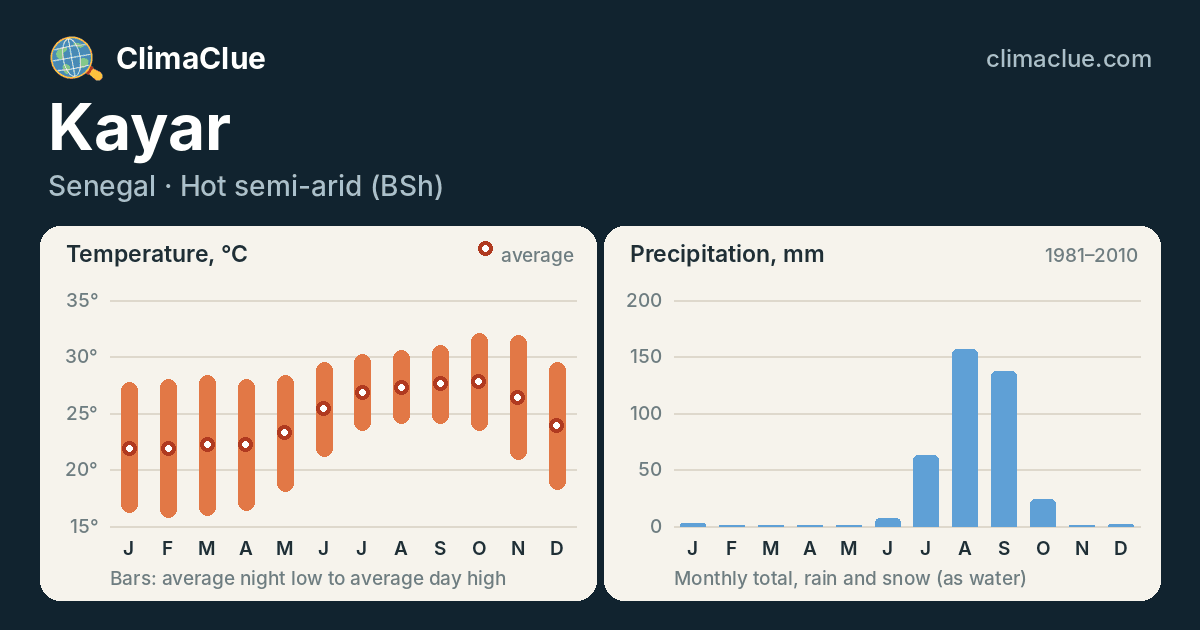 ClimaClue
climaclue.com
Kayar
Senegal · Hot semi-arid (BSh)
Temperature, °C
average
35°
30°
25°
20°
15°
J F M A M J J A S O N D
Bars: average night low to average day high
Precipitation, mm
1981–2010
200
150
100
50
0
J F M A M J J A S O N D
Monthly total, rain and snow (as water)